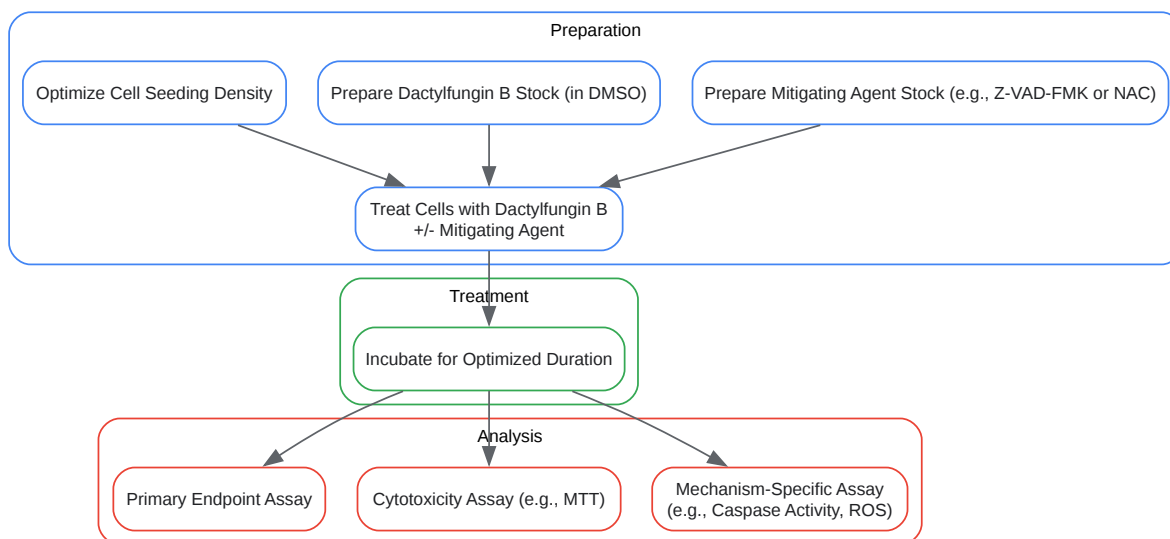 Preparation
Optimize Cell Seeding Density
Prepare Dactylfungin B Stock (in DMSO)
Prepare Mitigating Agent Stock (e.g., Z-VAD-FMK or NAC)
Treat Cells with Dactylfungin B
+/- Mitigating Agent
Treatment
Incubate for Optimized Duration
Analysis
Primary Endpoint Assay
Cytotoxicity Assay (e.g., MTT)
Mechanism-Specific Assay
(e.g., Caspase Activity, ROS)